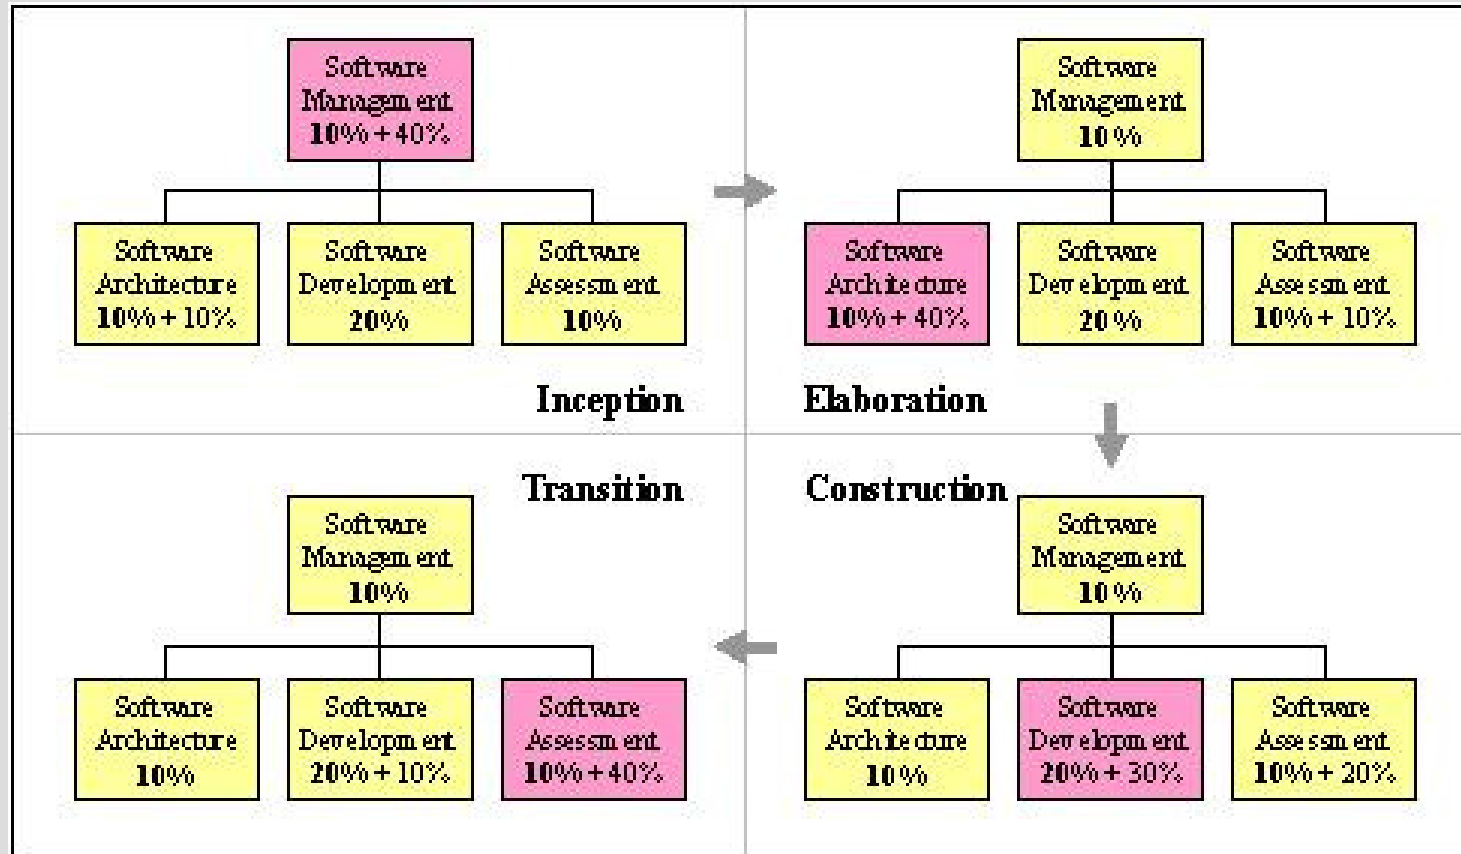 Software
Management
10% + 40%
Software
Architecture
10% + 10%
Software
Development
20%
Software
Assessment
10%
Inception
Software
Management
10%
Software
Architecture
10% + 40%
Software
Development
20%
Software
Assessment
10% + 10%
Elaboration
Transition
Software
Management
10%
Software
Architecture
10%
Software
Development
20% + 10%
Software
Assessment
10% + 40%
Construction
Software
Management
10%
Software
Architecture
10%
Software
Development
20% + 30%
Software
Assessment
10% + 20%